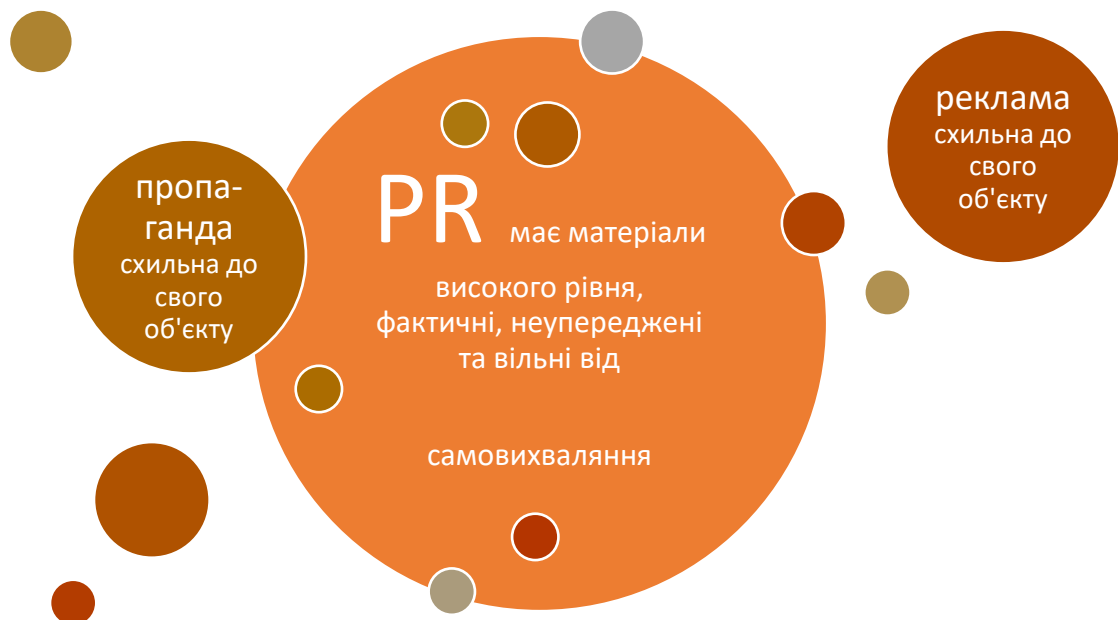 пропа-
ганда
схильна до
свого
об'єкту
PR має матеріали
високого рівня,
фактичні, неупереджені
та вільні від
самовихваляння
реклама
схильна до
свого
об'єкту